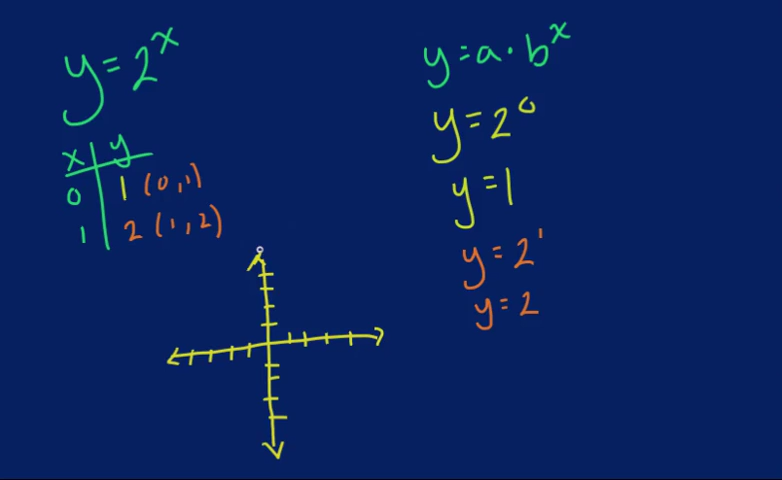 y=2^x
x | y
0 | 1 (0,1)
1 | 2 (1,2)
y=a·b^x
y=2^0
y=1
y=2^1
y=2